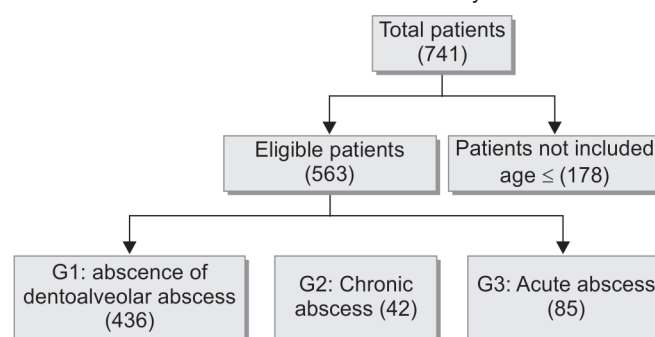 Total patients
(741)
Eligible patients
(563)
Patients not included
age ≤ (178)
G1: abscence of
dentoalveolar abscess
(436)
G2: Chronic
abscess (42)
G3: Acute abscess
(85)